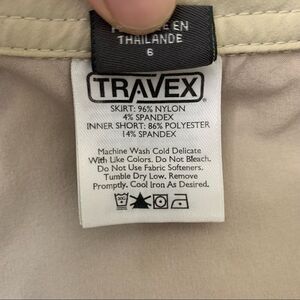 EN
THAILANDE
6
TRAVEX®
SKIRT: 96% NYLON
4% SPANDEX
INNER SHORT: 86% POLYESTER
14% SPANDEX
Machine Wash Cold Delicate
With Like Colors. Do Not Bleach.
Do Not Use Fabric Softeners.
Tumble Dry Low. Remove
Promptly. Cool Iron As Desired.